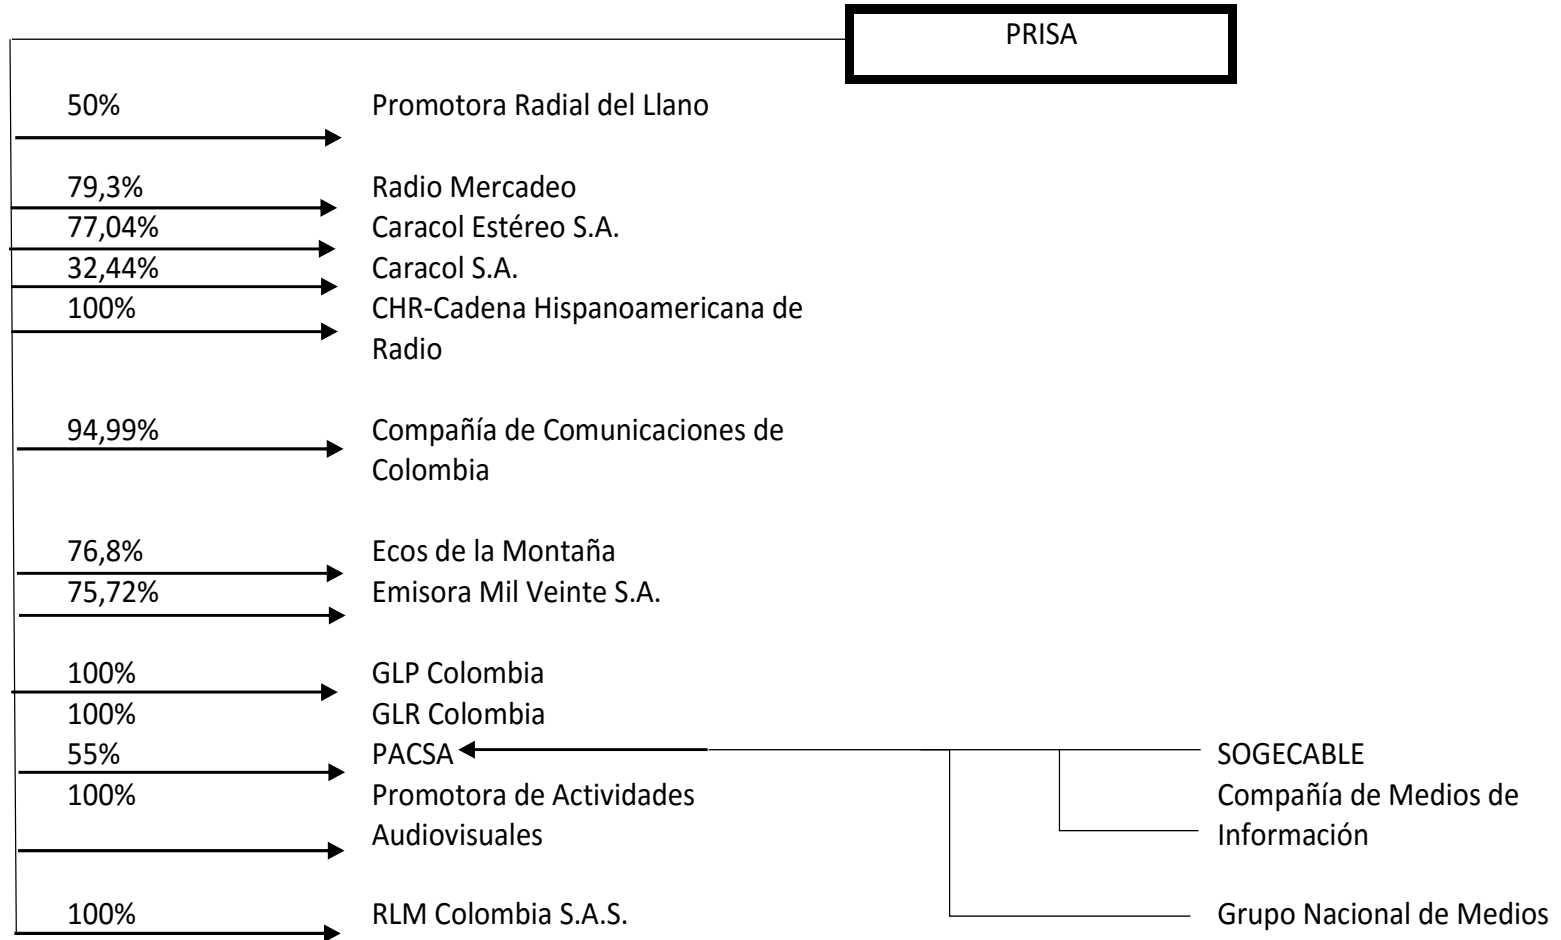 PRISA
50% Promotora Radial del Llano
79,3% Radio Mercadeo
77,04% Caracol Estéreo S.A.
32,44% Caracol S.A.
100% CHR-Cadena Hispanoamericana de
Radio
94,99% Compañía de Comunicaciones de
Colombia
76,8% Ecos de la Montaña
75,72% Emisora Mil Veinte S.A.
100% GLP Colombia
100% GLR Colombia
55% PACSA SOGECABLE
100% Promotora de Actividades Compañía de Medios de
Audiovisuales Información
100% RLM Colombia S.A.S. Grupo Nacional de Medios